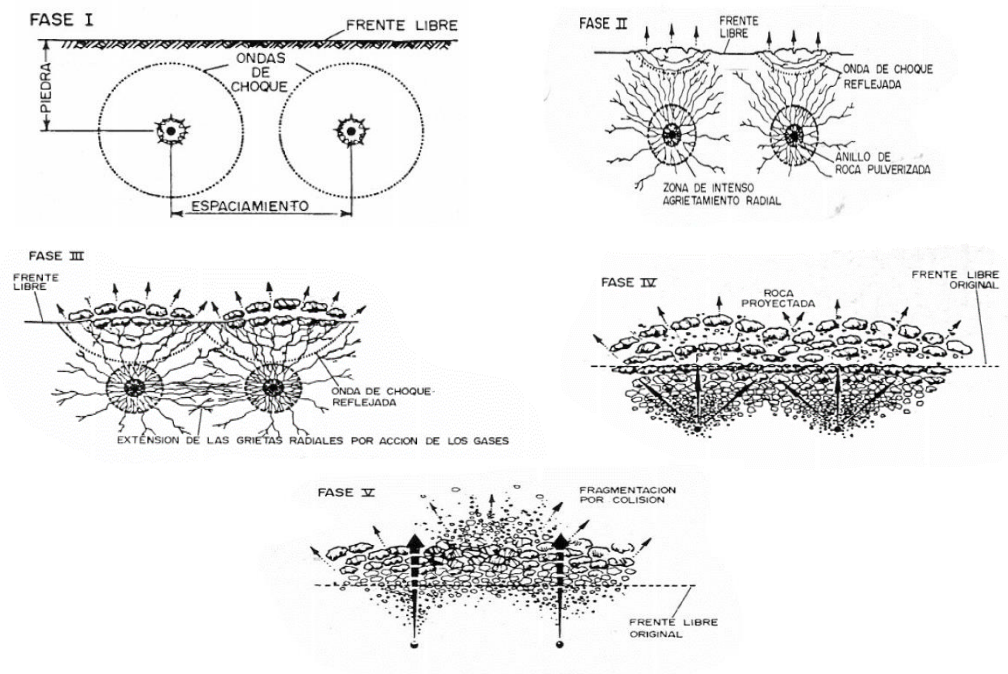 FASE I
FRENTE LIBRE
ONDAS
DE
CHOQUE
PIEDRA
ESPACIAMIENTO
FASE II
FRENTE
LIBRE
ONDA DE CHOQUE
REFLEJADA
ANILLO DE
ROCA PULVERIZADA
ZONA DE INTENSO
AGRIETAMIENTO RADIAL
FASE III
FRENTE
LIBRE
ONDA DE CHOQUE-
REFLEJADA
EXTENSION DE LAS GRIETAS RADIALES POR ACCION DE LOS GASES
FASE IV
FRENTE LIBRE
ORIGINAL
ROCA
PROYECTADA
FASE V
FRAGMENTACION
POR COLISION
FRENTE LIBRE
ORIGINAL